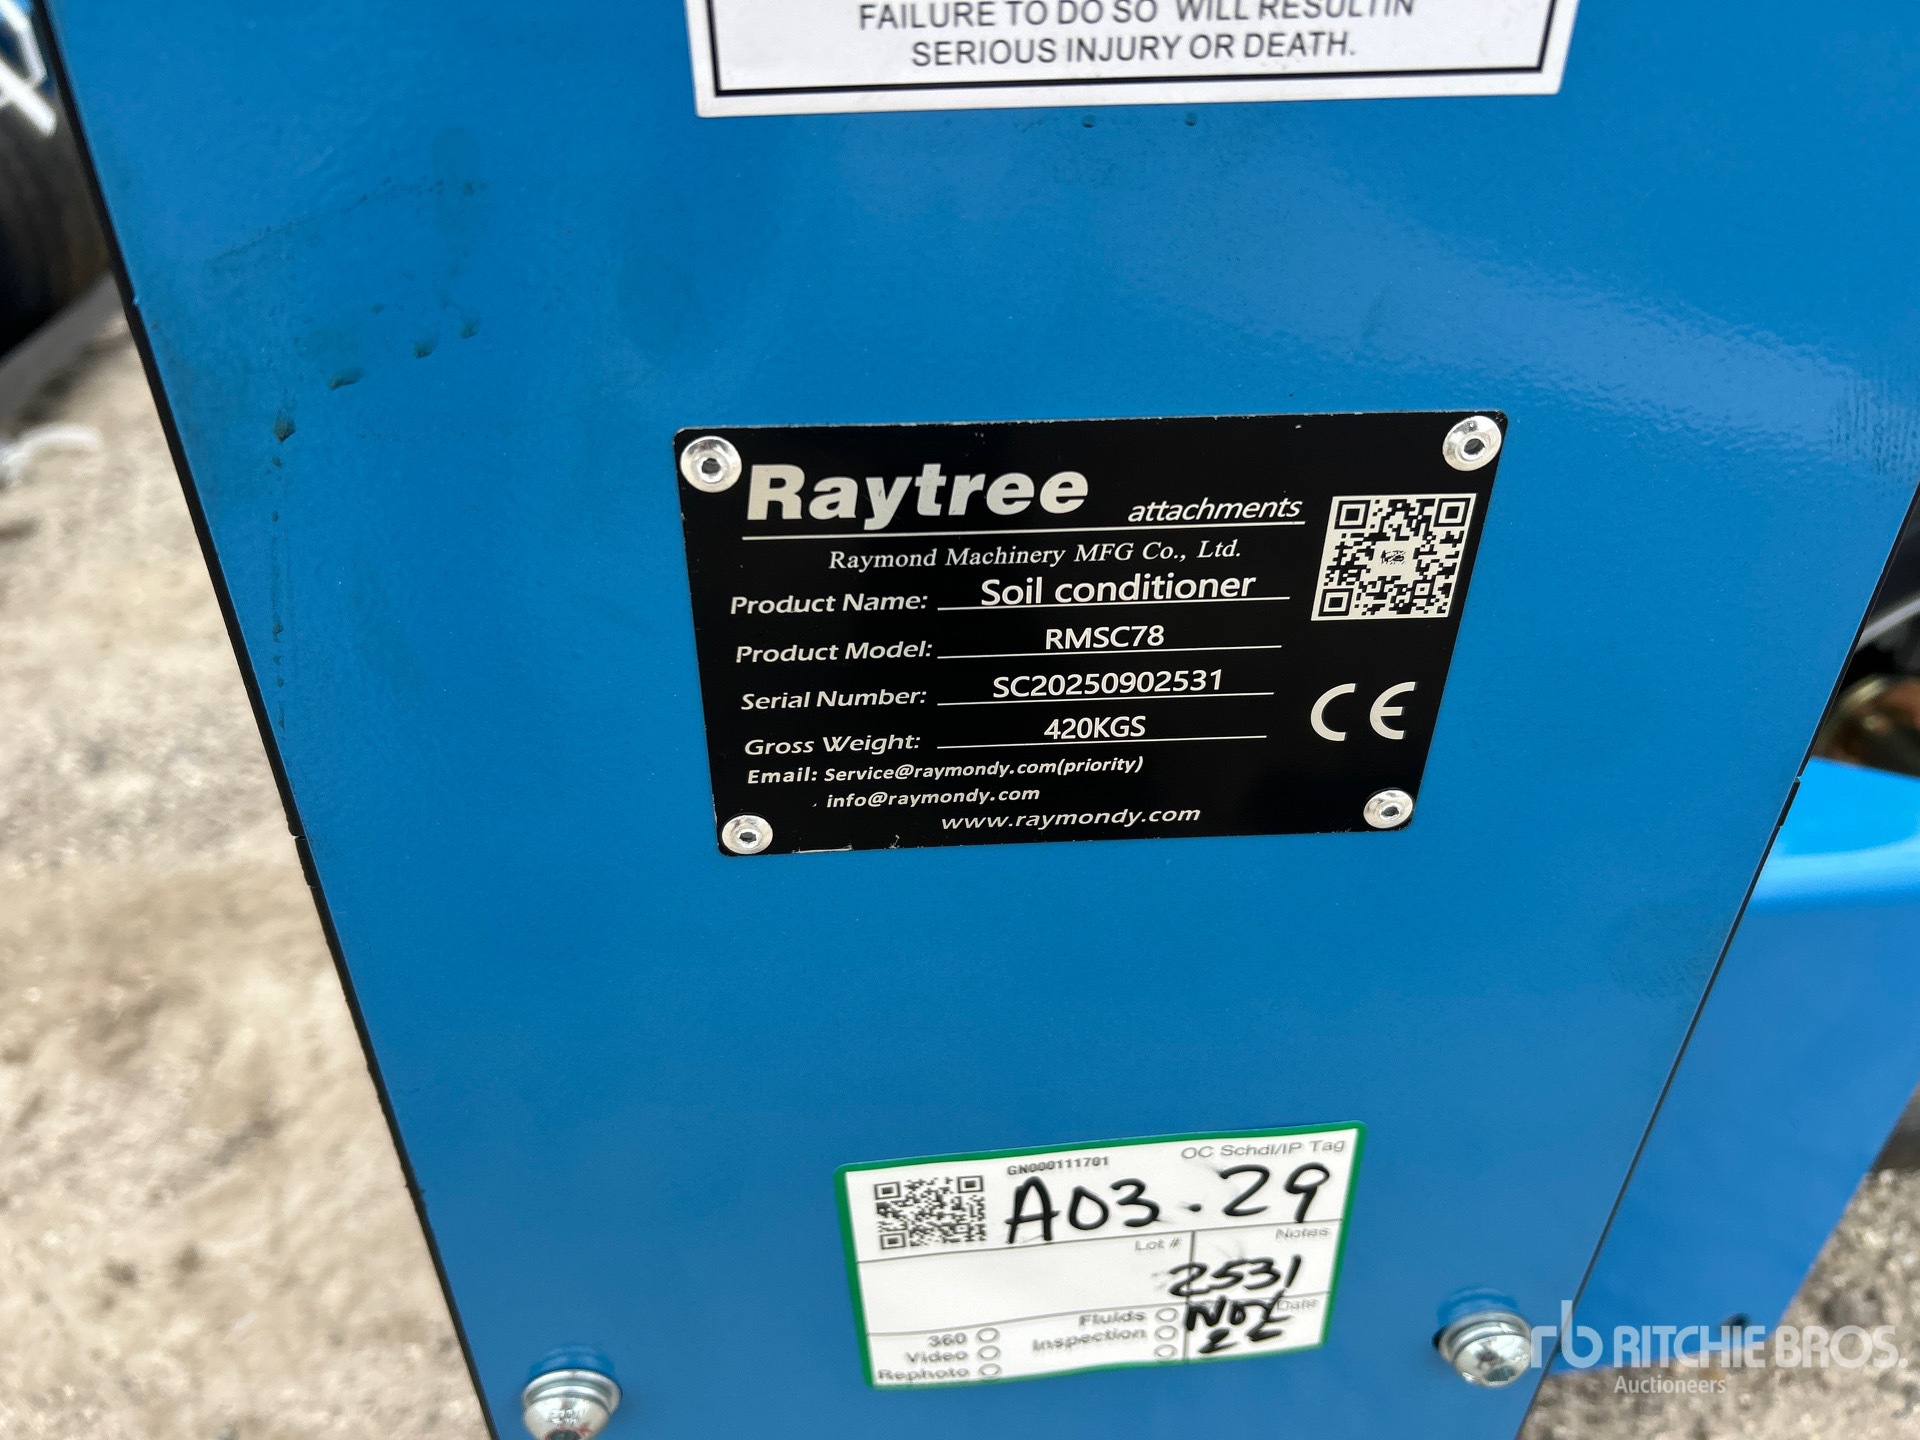 FAILURE TO DO SO WILL RESULTIN
SERIOUS INJURY OR DEATH.
Raytree attachments
Raymond Machinery MFG Co., Ltd.
Product Name: Soil conditioner
Product Model: RMSC78
Serial Number: SC20250902531
Gross Weight: 420KGS
CE
Email: Service@raymondy.com(priority)
info@raymondy.com
www.raymondy.com
GN000111701 OC Schdl/IP Tag
A03.29
Lot # Notes
2531
Fluids Date
360 Inspection
Video
Rephoto
rb RITCHIE BROS.
Auctioneers